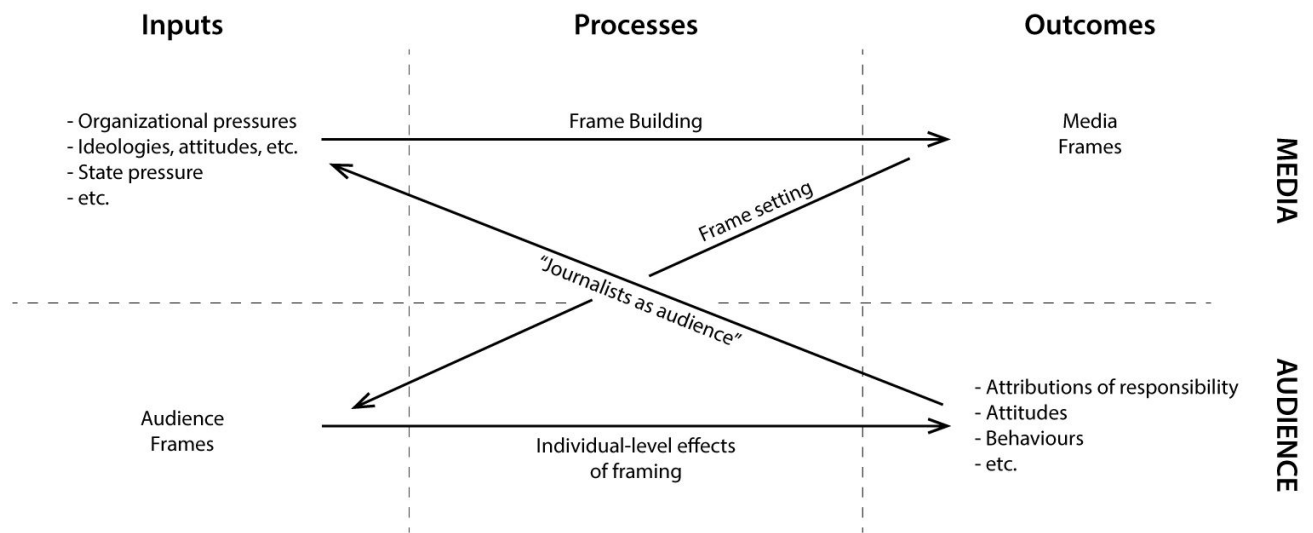 Inputs
Processes
Outcomes
- Organizational pressures
- Ideologies, attitudes, etc.
- State pressure
- etc.
Frame Building
Media
Frames
MEDIA
Frame setting
“Journalists as audience”
Audience
Frames
Individual-level effects
of framing
- Attributions of responsibility
- Attitudes
- Behaviours
- etc.
AUDIENCE